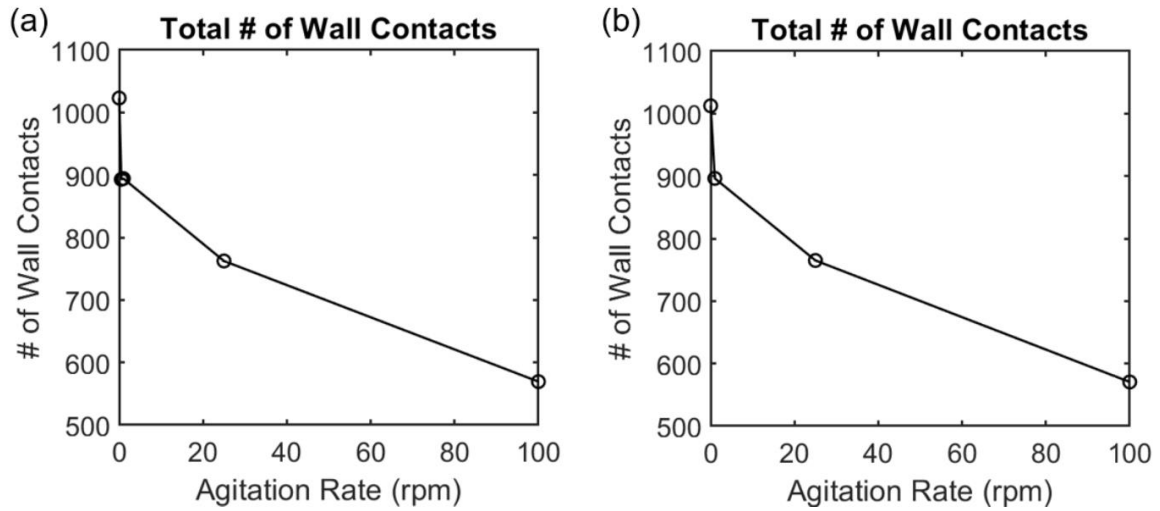 (a)
Total # of Wall Contacts
1100
1000
900
800
700
600
500
# of Wall Contacts
0 20 40 60 80 100
Agitation Rate (rpm)
(b)
Total # of Wall Contacts
1100
1000
900
800
700
600
500
# of Wall Contacts
0 20 40 60 80 100
Agitation Rate (rpm)